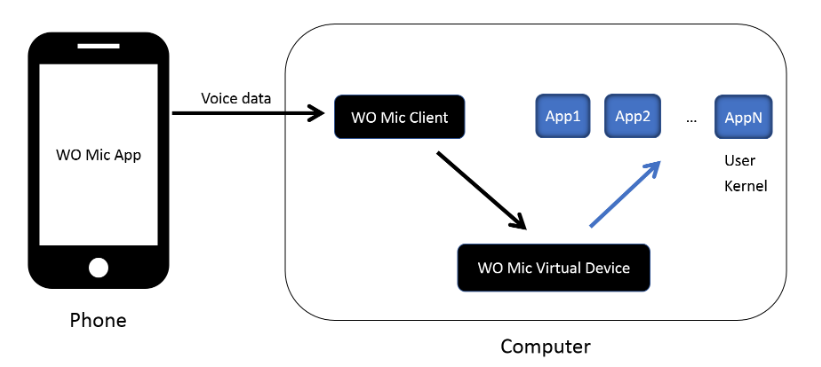 WO Mic App
Phone
Voice data
WO Mic Client
App1
App2
...
AppN
User
Kernel
WO Mic Virtual Device
Computer